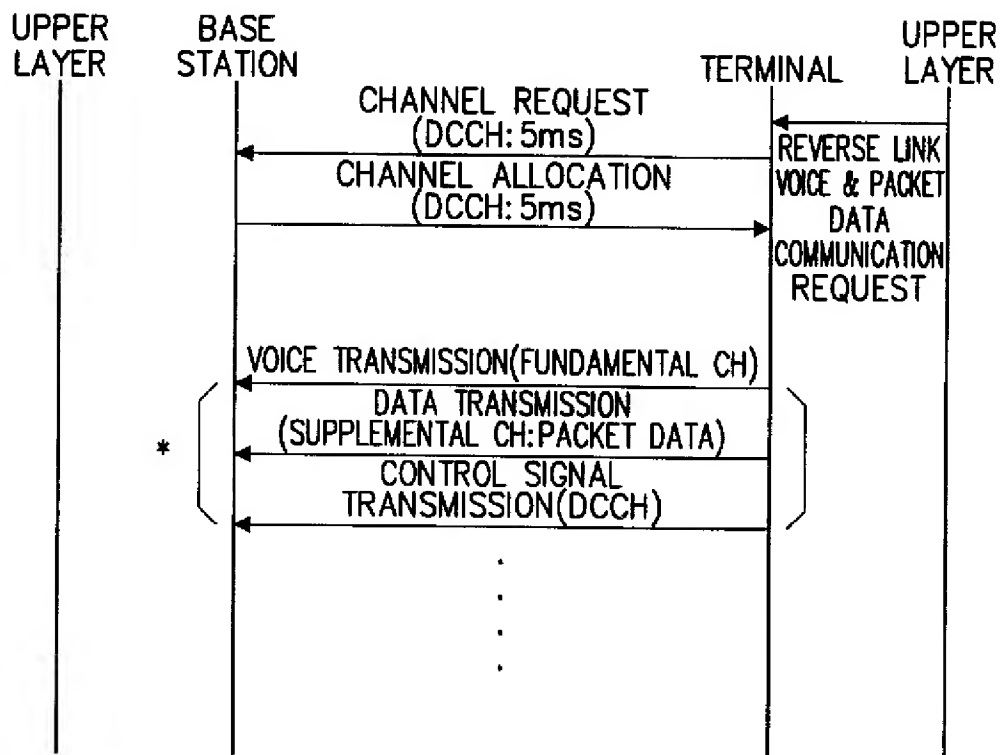 UPPER
LAYER
BASE
STATION
TERMINAL
UPPER
LAYER
CHANNEL REQUEST
(DCCH: 5ms)
CHANNEL ALLOCATION
(DCCH: 5ms)
REVERSE LINK
VOICE & PACKET
DATA
COMMUNICATION
REQUEST
VOICE TRANSMISSION(FUNDAMENTAL CH)
DATA TRANSMISSION
(SUPPLEMENTAL CH:PACKET DATA)
*
CONTROL SIGNAL
TRANSMISSION(DCCH)